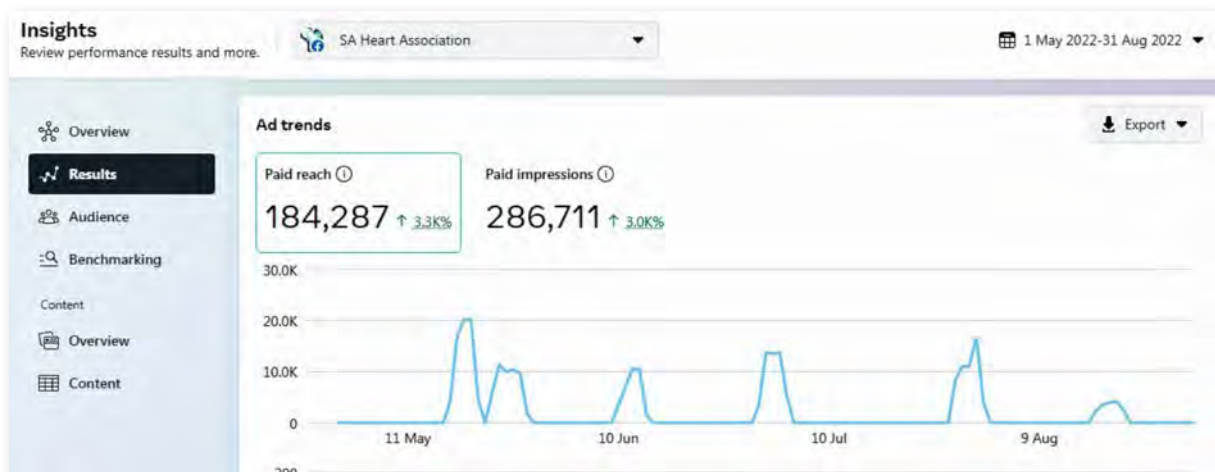 Insights
Review performance results and more.
SA Heart Association
1 May 2022-31 Aug 2022
Overview
Results
Audience
Benchmarking
Content
Overview
Content
Ad trends
Export
Paid reach
Paid impressions
184,287 ↑ 3.3K%
286,711 ↑ 3.0K%
30.0K
20.0K
10.0K
0
11 May
10 Jun
10 Jul
9 Aug